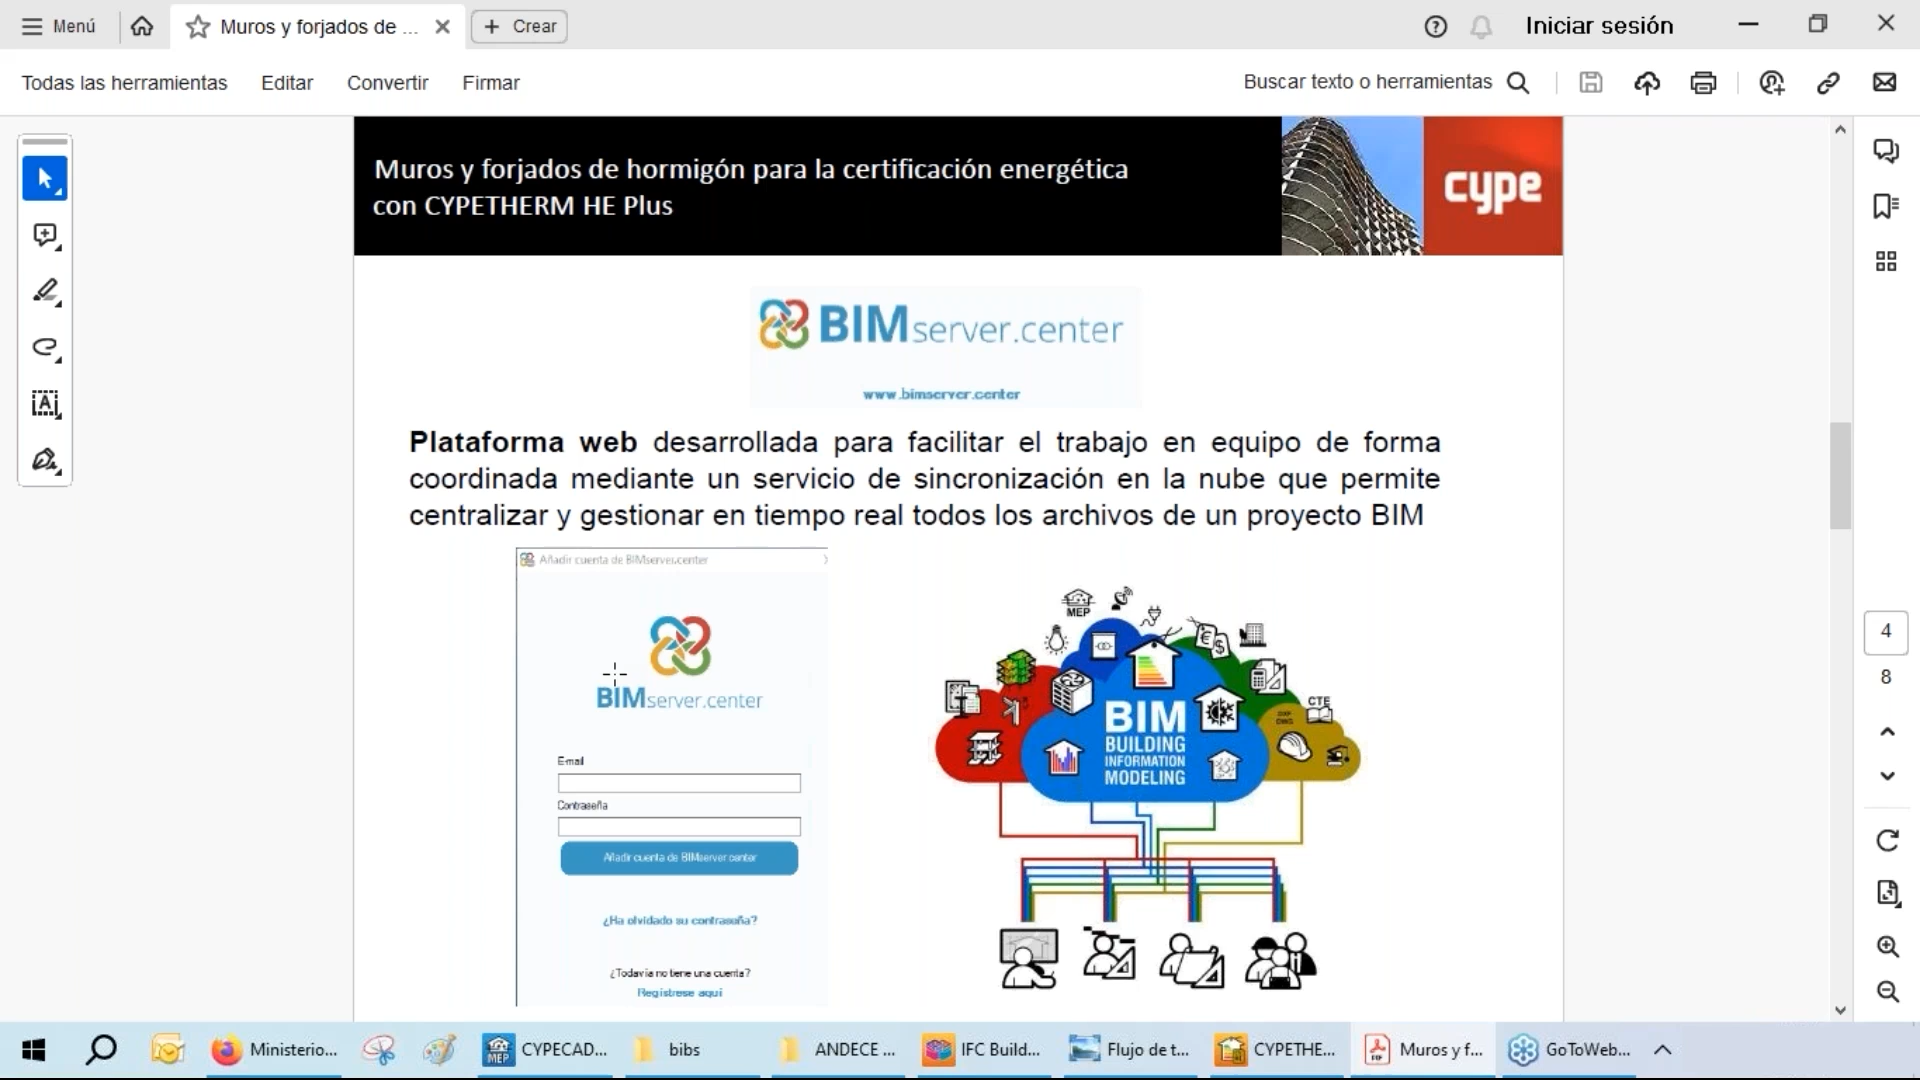 Menú
Muros y forjados de ...
Crear
Iniciar sesión
Todas las herramientas
Editar
Convertir
Firmar
Buscar texto o herramientas
Muros y forjados de hormigón para la certificación energética
con CYPETHERM HE Plus
cype
BIMserver.center
www.bimserver.center
Plataforma web desarrollada para facilitar el trabajo en equipo de forma
coordinada mediante un servicio de sincronización en la nube que permite
centralizar y gestionar en tiempo real todos los archivos de un proyecto BIM
Añadir cuenta de BIMserver.center
BIMserver.center
E-mail
Contraseña
Añadir cuenta de BIMserver.center
¿Ha olvidado su contraseña?
¿Todavía no tiene una cuenta?
Regístrese aquí
MEP
CTE
BIM
BUILDING
INFORMATION
MODELING
4
8
Ministerio...
MEP
CYPECAD...
bibs
ANDECE ...
IFC Build...
Flujo de t...
CYPETHE...
Muros y f...
GoToWeb...